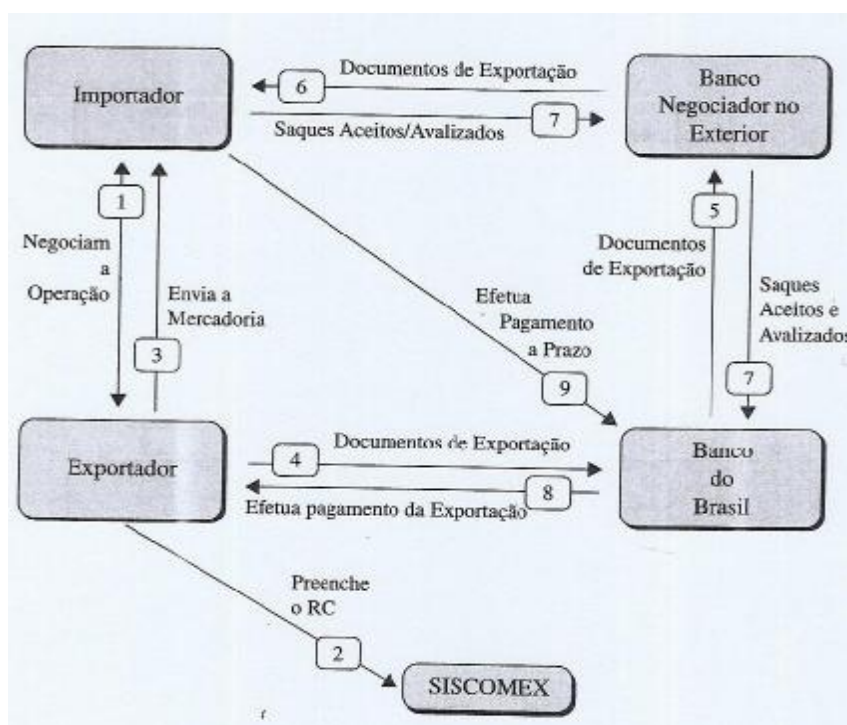 Importador
6
Documentos de Exportação
Saques Aceitos/Avalizados
7
Banco
Negociador no
Exterior
1
Negociam
a
Operação
Envia a
Mercadoria
3
Efetua
Pagamento
a Prazo
9
5
Documentos
de Exportação
Saques
Aceitos e
Avalizados
7
Exportador
4
Documentos de Exportação
8
Efetua pagamento da Exportação
Banco
do
Brasil
Preenche
o RC
2
SISCOMEX